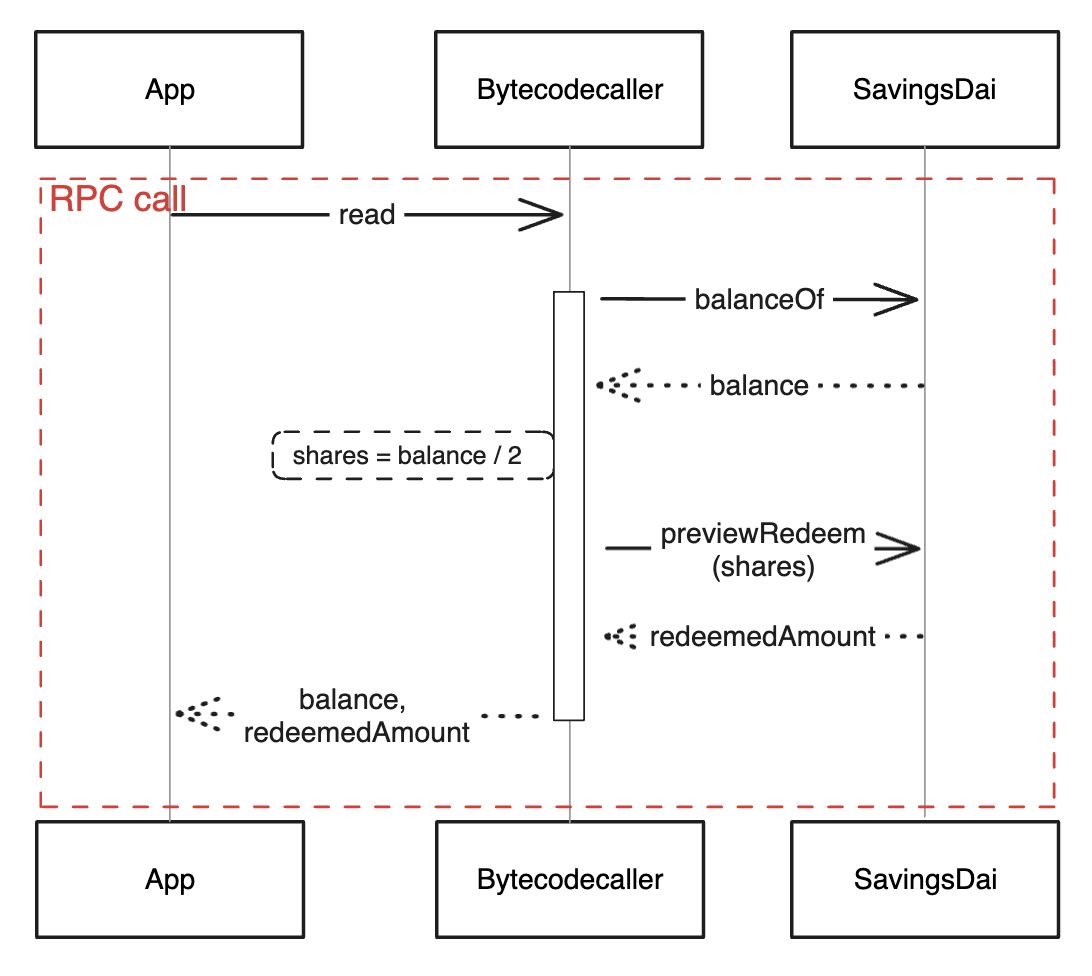 App
Bytecodecaller
SavingsDai
RPC call
read
balanceOf
balance
shares = balance / 2
previewRedeem
(shares)
redeemedAmount
balance,
redeemedAmount
App
Bytecodecaller
SavingsDai